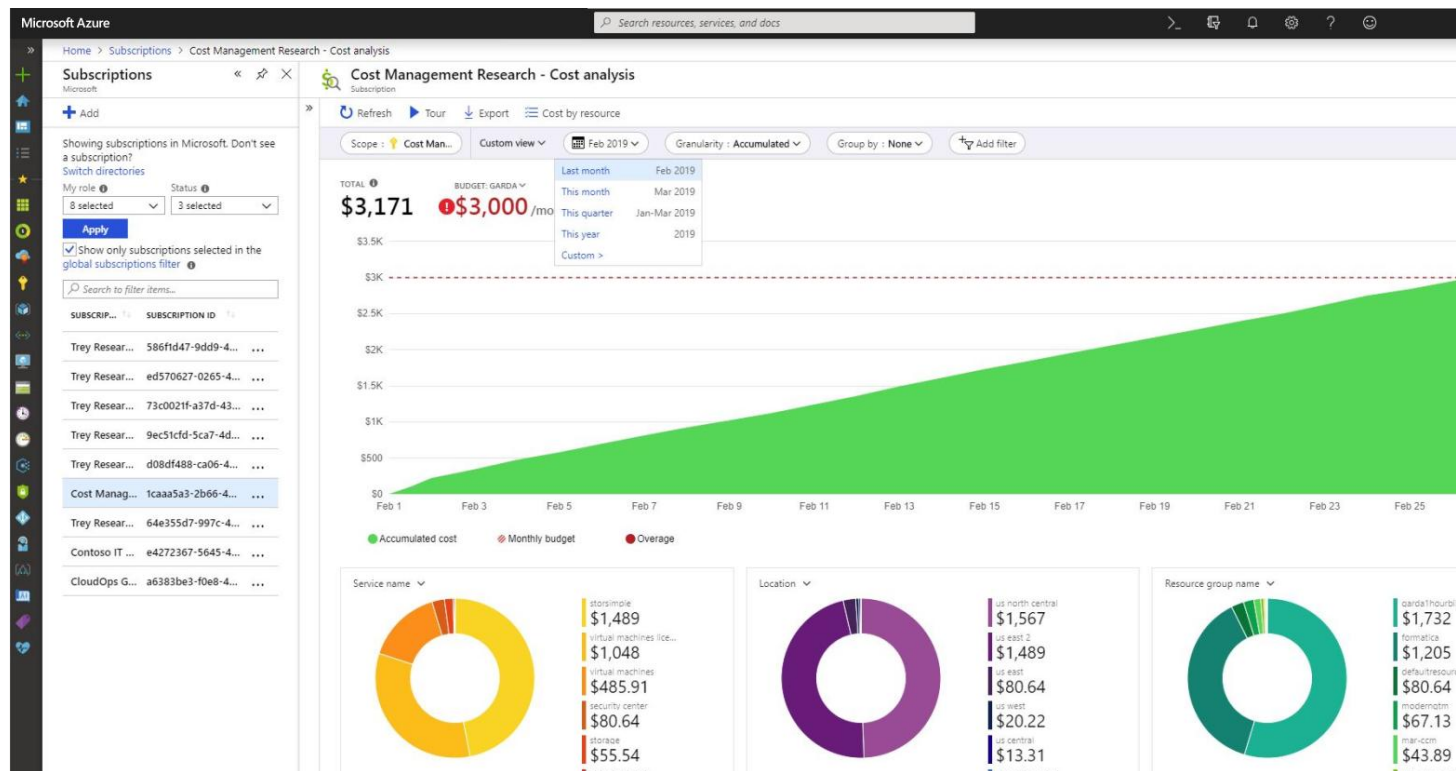 Microsoft Azure
Search resources, services, and docs
Home > Subscriptions > Cost Management Research - Cost analysis
Subscriptions
Microsoft
Add
Showing subscriptions in Microsoft. Don't see
a subscription?
Switch directories
My role
Status
8 selected
3 selected
Apply
Show only subscriptions selected in the
global subscriptions filter
Search to filter items...
SUBSCRIP...
SUBSCRIPTION ID
Trey Resear... 586f1d47-9dd9-4... ...
Trey Resear... ed570627-0265-4... ...
Trey Resear... 73c0021f-a37d-43... ...
Trey Resear... 9ec51cfd-5ca7-4d... ...
Trey Resear... d08df488-ca06-4... ...
Cost Manag... 1caaa5a3-2b66-4... ...
Trey Resear... 64e355d7-997c-4... ...
Contoso IT ... e4272367-5645-4... ...
CloudOps G... a6383be3-f0e8-4... ...
Cost Management Research - Cost analysis
Subscription
Refresh
Tour
Export
Cost by resource
Scope : Cost Man...
Custom view
Feb 2019
Granularity : Accumulated
Group by : None
Add filter
Last month Feb 2019
This month Mar 2019
This quarter Jan-Mar 2019
This year 2019
Custom >
TOTAL
$3,171
BUDGET: GARDA
$3,000 /mo
$3.5K
$3K
$2.5K
$2K
$1.5K
$1K
$500
$0
Feb 1 Feb 3 Feb 5 Feb 7 Feb 9 Feb 11 Feb 13 Feb 15 Feb 17 Feb 19 Feb 21 Feb 23 Feb 25
Accumulated cost
Monthly budget
Overage
Service name
storsimple
$1,489
virtual machines lice...
$1,048
virtual machines
$485.91
security center
$80.64
storage
$55.54
Location
us north central
$1,567
us east 2
$1,489
us east
$80.64
us west
$20.22
us central
$13.31
Resource group name
garda1hourbi
$1,732
formatica
$1,205
defaultresour
$80.64
modernqtm
$67.13
mar-ccm
$43.89